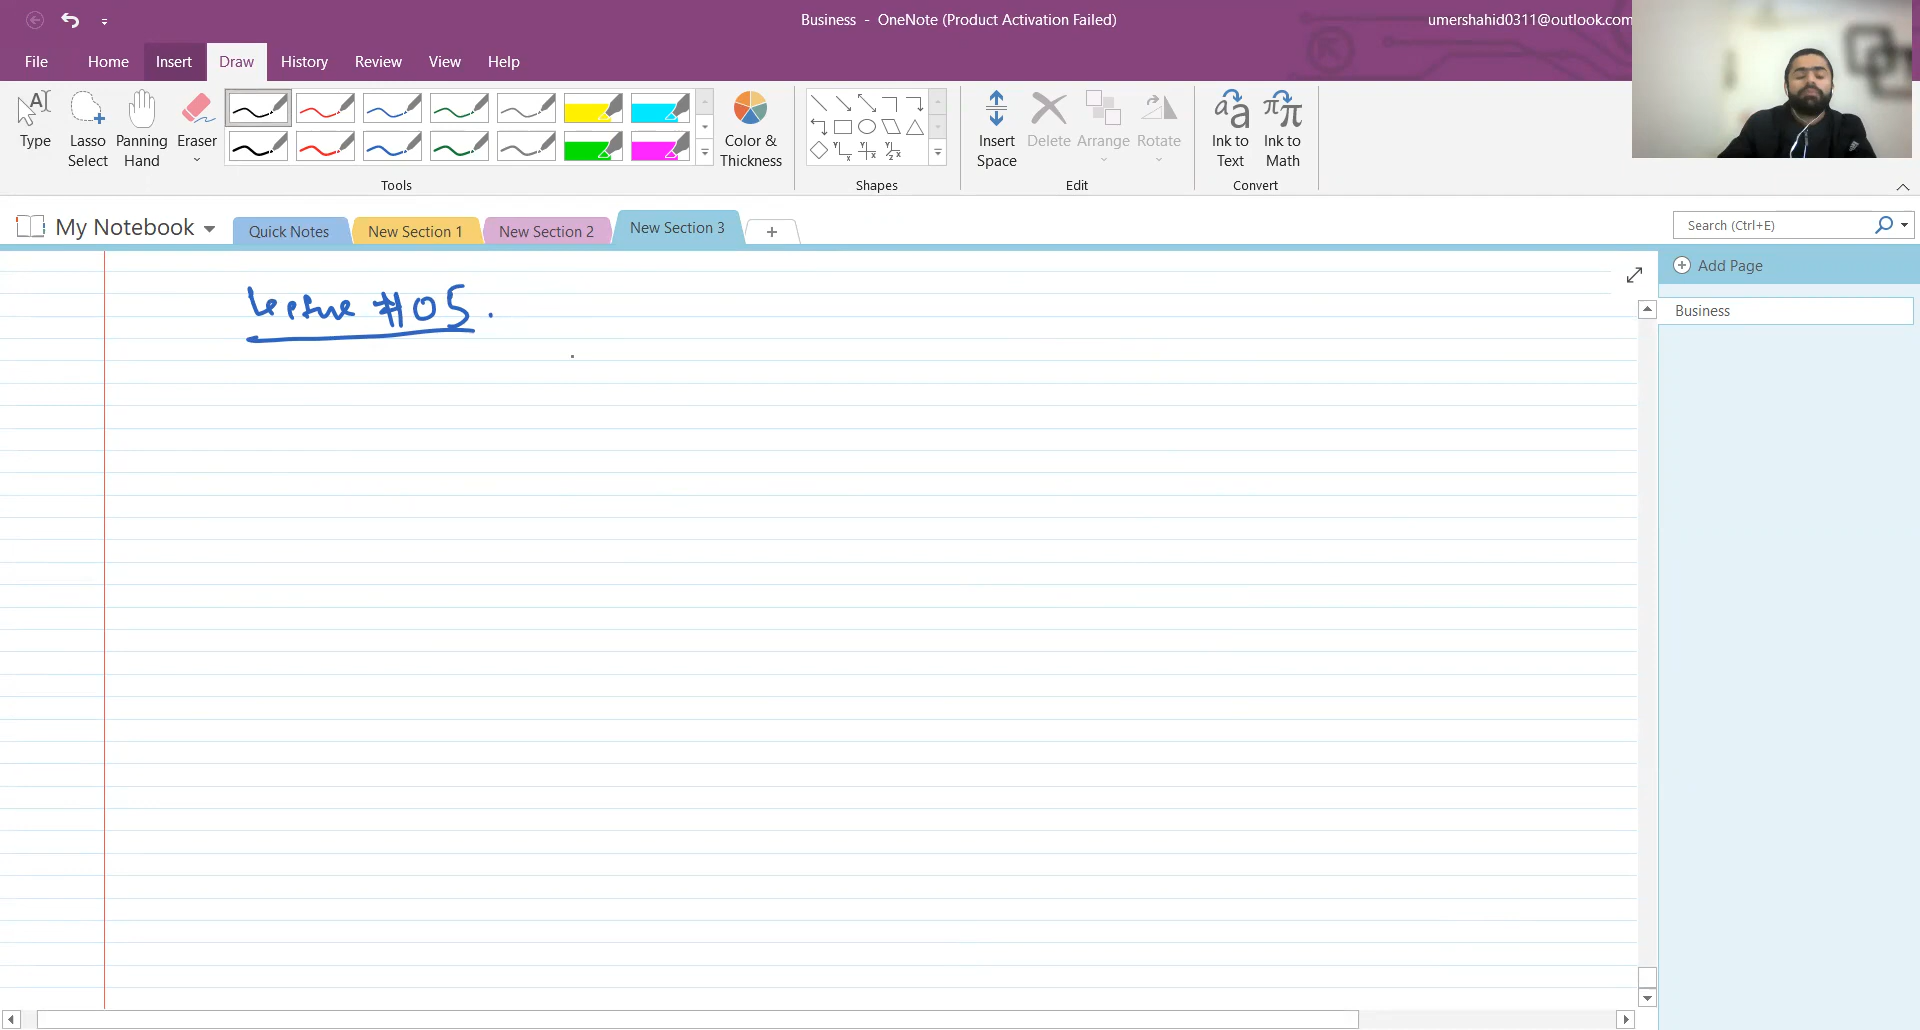 Business - OneNote (Product Activation Failed)
umershahid0311@outlook.com
File Home Insert Draw History Review View Help
Type
Lasso Select
Panning Hand
Eraser
Color & Thickness
Insert Space
Delete
Arrange
Rotate
Ink to Text
Ink to Math
Tools
Shapes
Edit
Convert
My Notebook
Quick Notes
New Section 1
New Section 2
New Section 3
Search (Ctrl+E)
Add Page
Business
Lecture #05.